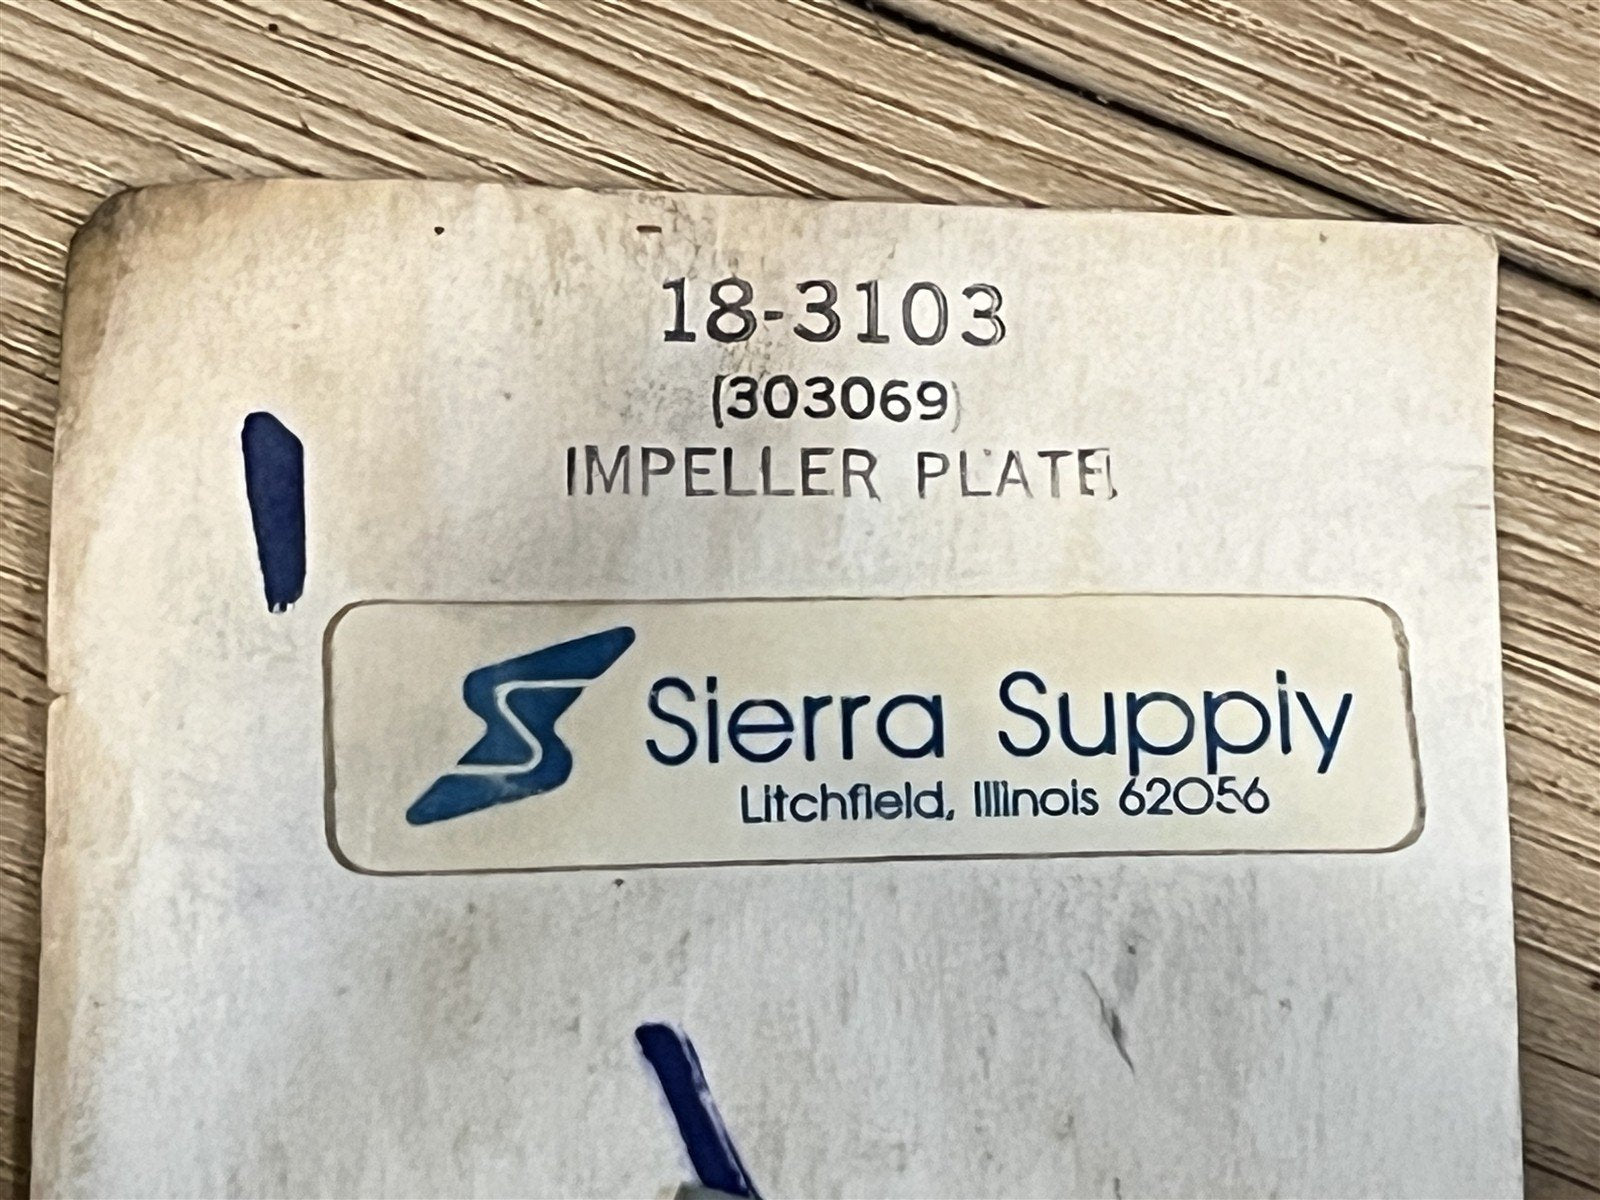 18-3103
(303069)
IMPELLER PLATE
Sierra Supply
Litchfield, Illinois 62056